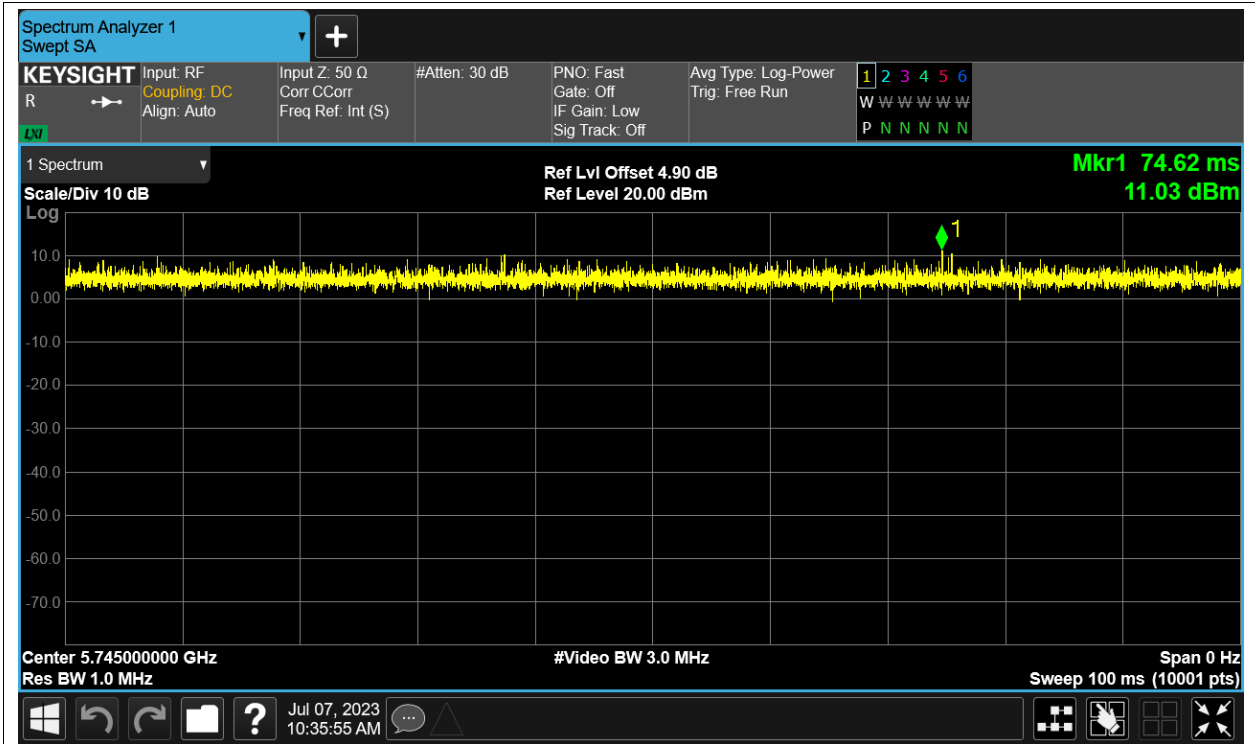 Spectrum Analyzer 1
Swept SA
KEYSIGHT
R
LXI
Input: RF
Coupling: DC
Align: Auto
Input Z: 50 Ω
Corr CCorr
Freq Ref: Int (S)
#Atten: 30 dB
PNO: Fast
Gate: Off
IF Gain: Low
Sig Track: Off
Avg Type: Log-Power
Trig: Free Run
1 2 3 4 5 6
W W W W W W
P N N N N N
1 Spectrum
Scale/Div 10 dB
Log
Ref Lvl Offset 4.90 dB
Ref Level 20.00 dBm
Mkr1 74.62 ms
11.03 dBm
1
10.0
0.00
-10.0
-20.0
-30.0
-40.0
-50.0
-60.0
-70.0
Center 5.745000000 GHz
Res BW 1.0 MHz
#Video BW 3.0 MHz
Span 0 Hz
Sweep 100 ms (10001 pts)
?
Jul 07, 2023
10:35:55 AM